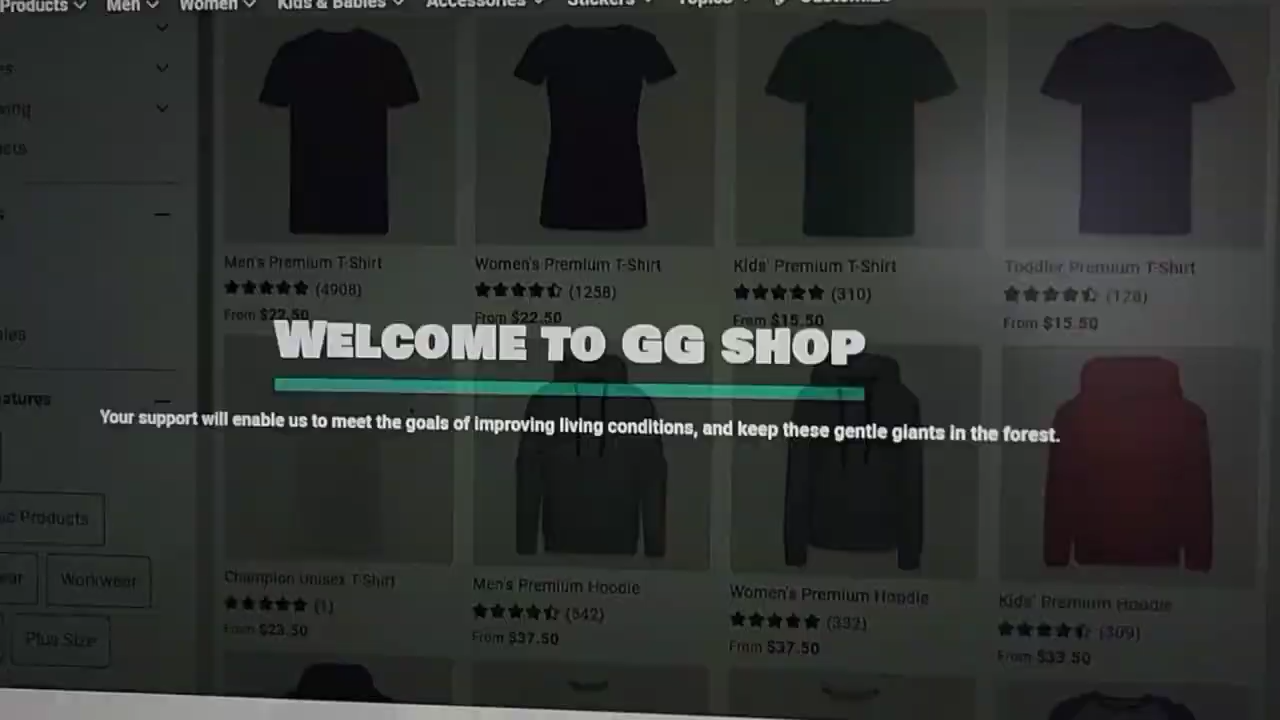 Products Men Women Kids & Babies Accessories Stickers Topics Customize
Men's Premium T-Shirt
(4908)
From $22.50
Women's Premium T-Shirt
(1258)
From $22.50
Kids' Premium T-Shirt
(310)
From $15.50
Toddler Premium T-Shirt
From $15.50
WELCOME TO GG SHOP
Your support will enable us to meet the goals of improving living conditions, and keep these gentle giants in the forest.
Champion Unisex T-Shirt
(1)
From $23.50
Men's Premium Hoodie
(542)
From $37.50
Women's Premium Hoodie
(332)
From $37.50
Kids' Premium Hoodie
(309)
From $33.50
Products
Workwear
Plus Size